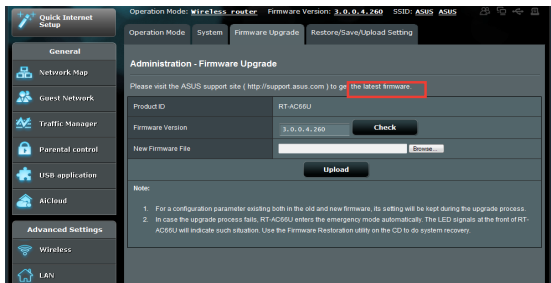 Quick Internet
Setup
Operation Mode: Wireless router Firmware Version: 3.0.0.4.260 SSID: ASUS ASUS
Operation Mode System Firmware Upgrade Restore/Save/Upload Setting
General
Network Map
Guest Network
Traffic Manager
Parental control
USB application
AiCloud
Advanced Settings
Wireless
LAN
Administration - Firmware Upgrade
Please visit the ASUS support site ( http://support.asus.com ) to get the latest firmware.
Product ID RT-AC66U
Firmware Version 3.0.0.4.260 Check
New Firmware File Browse...
Upload
Note:
1. For a configuration parameter existing both in the old and new firmware, its setting will be kept during the upgrade process.
2. In case the upgrade process fails, RT-AC66U enters the emergency mode automatically. The LED signals at the front of RT-
AC66U will indicate such situation. Use the Firmware Restoration utility on the CD to do system recovery.